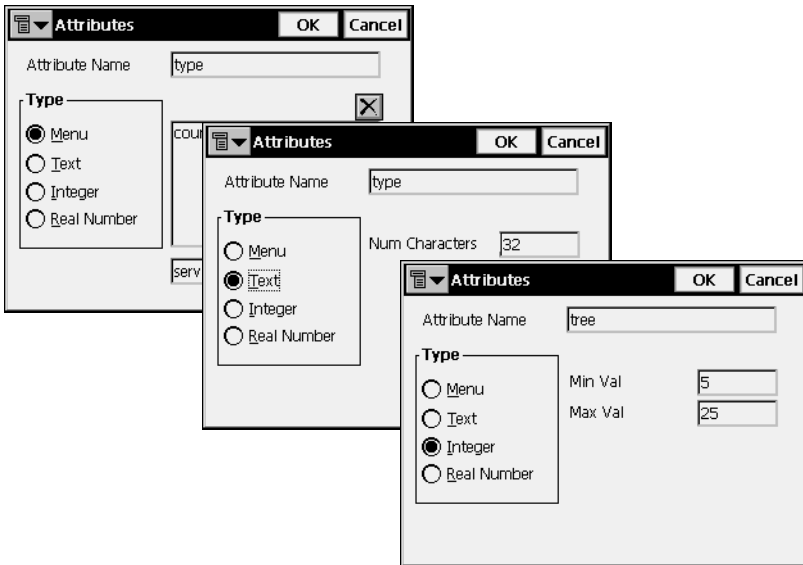 Attributes OK Cancel
Attribute Name type
Type
Menu
Text
Integer
Real Number
Attributes OK Cancel
Attribute Name type
Type
Menu
Text
Integer
Real Number
Num Characters 32
Attributes OK Cancel
Attribute Name tree
Type
Menu
Text
Integer
Real Number
Min Val 5
Max Val 25